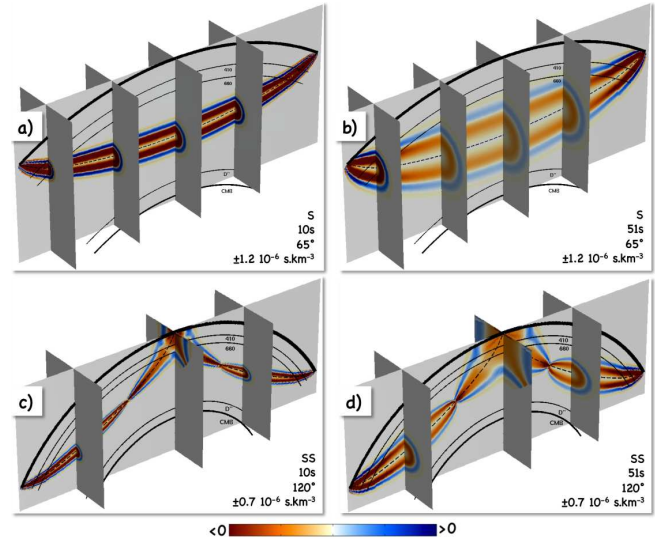 a)
410
660
D"
CMB
S
10s
65°
±1.2 10⁻⁶ s.km⁻³
b)
410
660
D"
CMB
S
51s
65°
±1.2 10⁻⁶ s.km⁻³
c)
410
660
D"
CMB
SS
10s
120°
±0.7 10⁻⁶ s.km⁻³
d)
410
660
D"
CMB
SS
51s
120°
±0.7 10⁻⁶ s.km⁻³
<0 >0